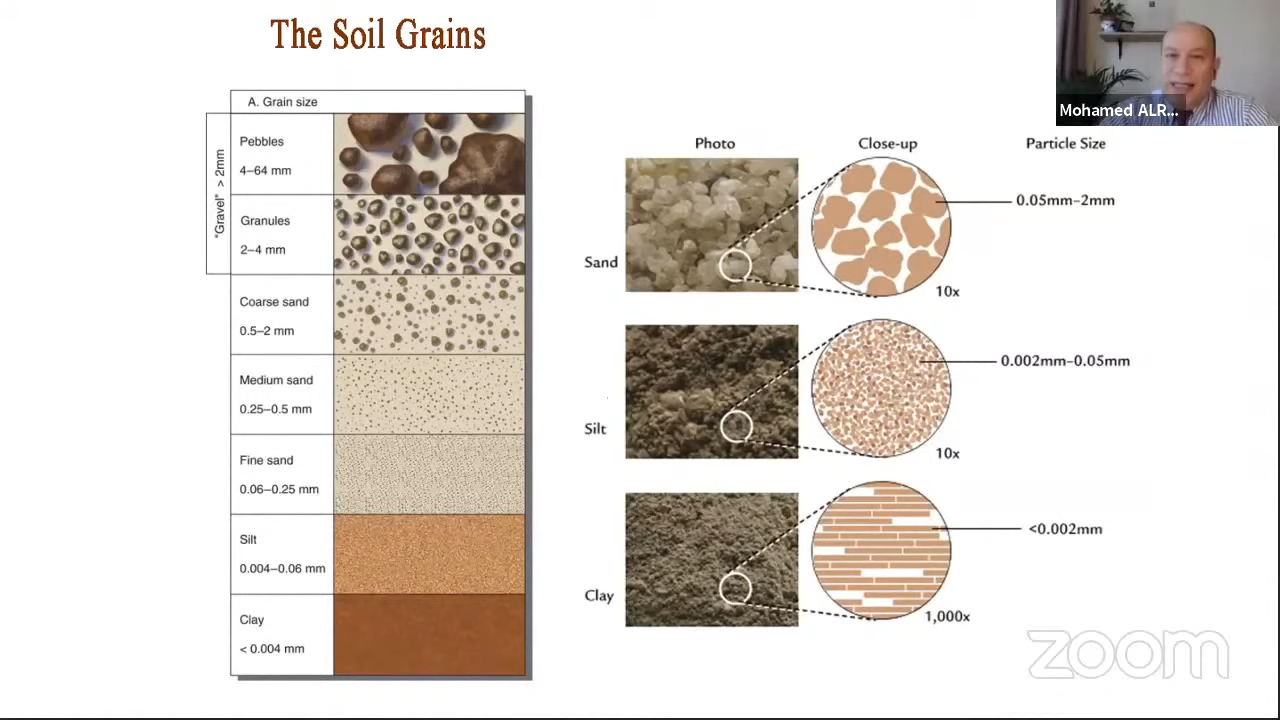 The Soil Grains
Mohamed ALR...
A. Grain size
"Gravel" > 2mm
Pebbles
4–64 mm
Granules
2–4 mm
Coarse sand
0.5–2 mm
Medium sand
0.25–0.5 mm
Fine sand
0.06–0.25 mm
Silt
0.004–0.06 mm
Clay
< 0.004 mm
Photo Close-up Particle Size
Sand
0.05mm–2mm
10x
Silt
0.002mm–0.05mm
10x
Clay
<0.002mm
1,000x
zoom